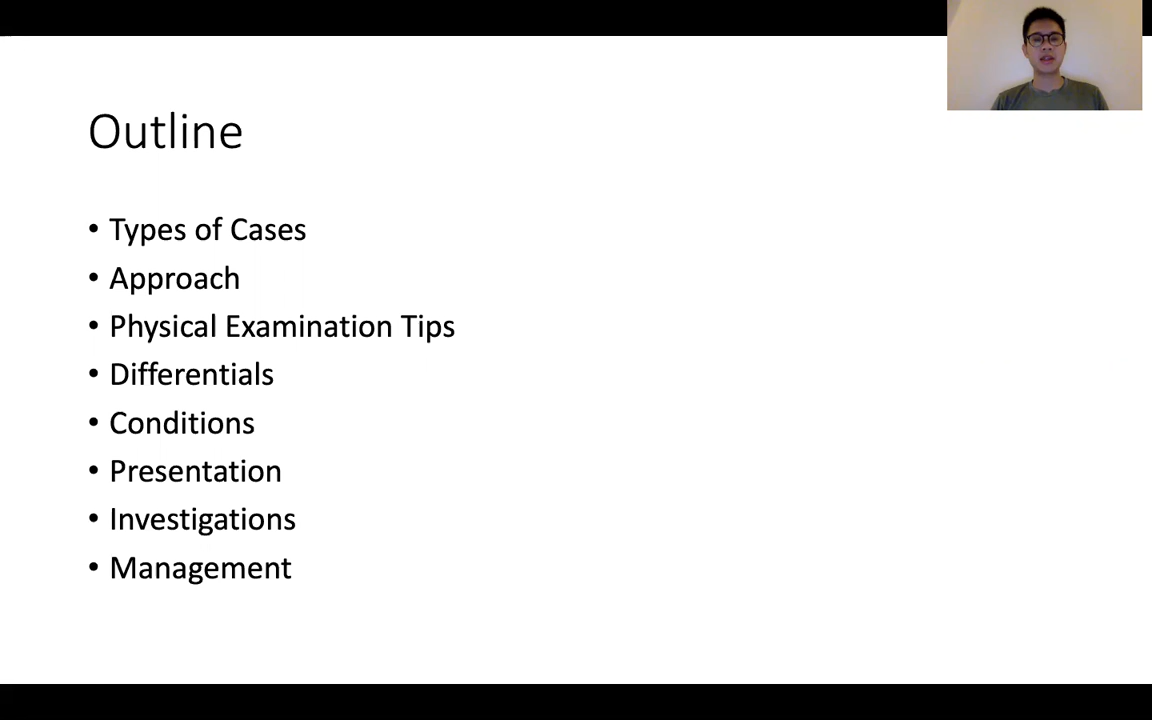 Outline
• Types of Cases
• Approach
• Physical Examination Tips
• Differentials
• Conditions
• Presentation
• Investigations
• Management